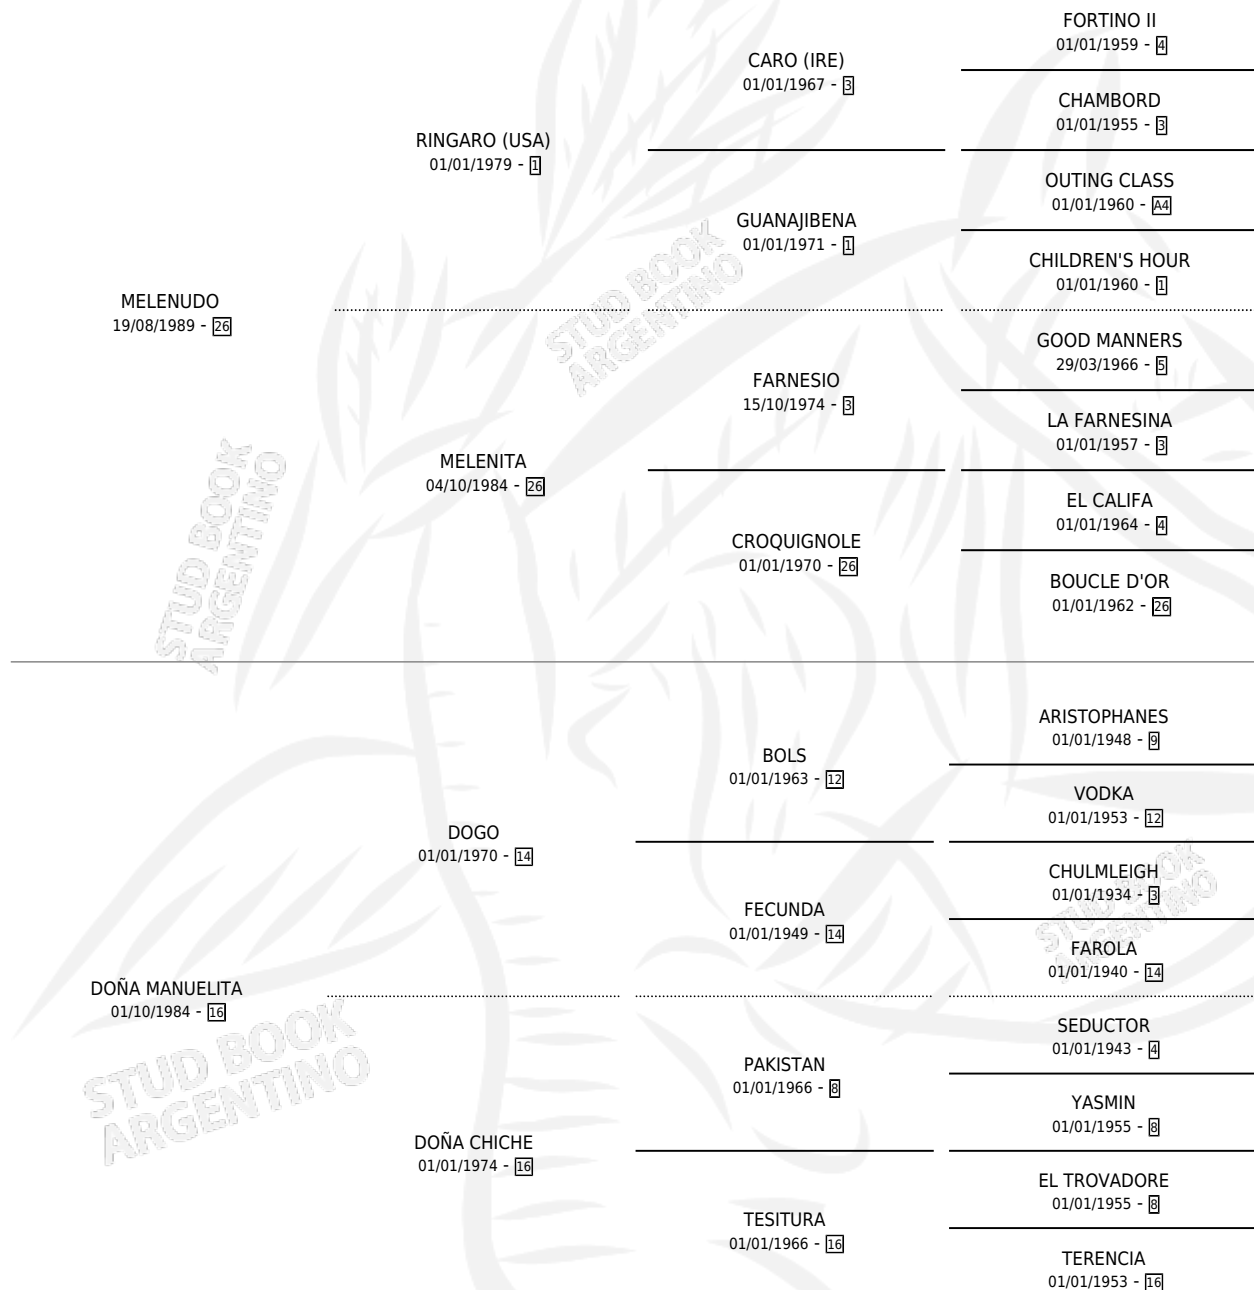 FORTINO II
01/01/1959 - 4
CARO (IRE)
01/01/1967 - 3
CHAMBORD
01/01/1955 - 3
RINGARO (USA)
01/01/1979 - 1
OUTING CLASS
01/01/1960 - A4
GUANAJIBENA
01/01/1971 - 1
CHILDREN'S HOUR
01/01/1960 - 1
MELENUDO
19/08/1989 - 26
STUD BOOK
ARGENTINO
GOOD MANNERS
29/03/1966 - 5
FARNESIO
15/10/1974 - 3
LA FARNESINA
01/01/1957 - 3
MELENITA
04/10/1984 - 26
EL CALIFA
01/01/1964 - 4
CROQUIGNOLE
01/01/1970 - 26
BOUCLE D'OR
01/01/1962 - 26
STUD BOOK
ARGENTINO
ARISTOPHANES
01/01/1948 - 9
BOLS
01/01/1963 - 12
VODKA
01/01/1953 - 12
DOGO
01/01/1970 - 14
CHULMLEIGH
01/01/1934 - 3
FECUNDA
01/01/1949 - 14
FAROLA
01/01/1940 - 14
STUD BOOK
ARGENTINO
DOÑA MANUELITA
01/10/1984 - 16
SEDUCTOR
01/01/1943 - 4
PAKISTAN
01/01/1966 - 8
YASMIN
01/01/1955 - 8
STUD BOOK
ARGENTINO
DOÑA CHICHE
01/01/1974 - 16
EL TROVADORE
01/01/1955 - 8
TESITURA
01/01/1966 - 16
TERENCIA
01/01/1953 - 16